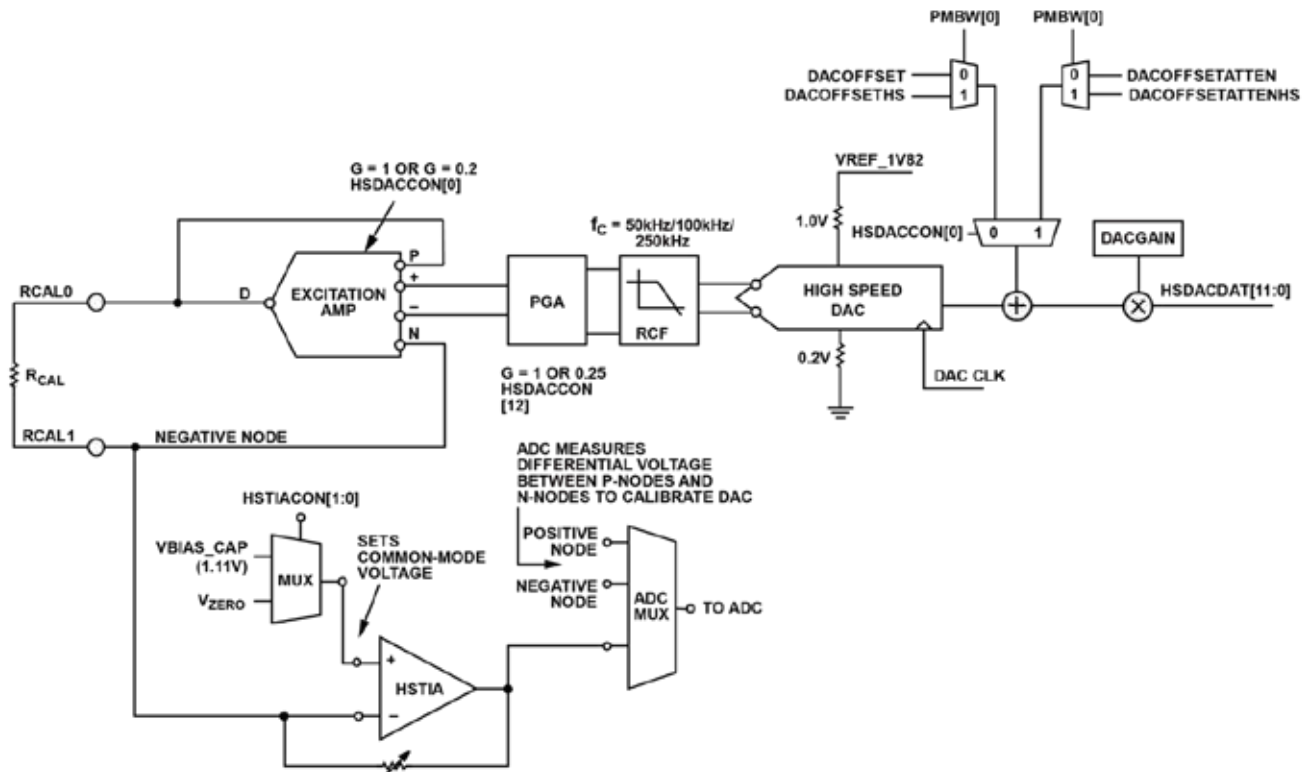 PMBW[0]
PMBW[0]
DACOFFSET
0
DACOFFSETHS
1
0
DACOFFSETATTEN
1
DACOFFSETATTENHS
G = 1 OR G = 0.2
HSDACCON[0]
VREF_1V82
fC = 50kHz/100kHz/
250kHz
1.0V
HSDACCON[0]
0 1
DACGAIN
P
+
−
N
D
EXCITATION
AMP
PGA
RCF
HIGH SPEED
DAC
+
×
HSDACDAT[11:0]
RCAL0
RCAL
RCAL1
NEGATIVE NODE
G = 1 OR 0.25
HSDACCON
[12]
0.2V
DAC CLK
ADC MEASURES
DIFFERENTIAL VOLTAGE
BETWEEN P-NODES AND
N-NODES TO CALIBRATE DAC
HSTIACON[1:0]
VBIAS_CAP
(1.11V)
VZERO
MUX
SETS
COMMON-MODE
VOLTAGE
POSITIVE
NODE
NEGATIVE
NODE
ADC
MUX
TO ADC
+
HSTIA
−